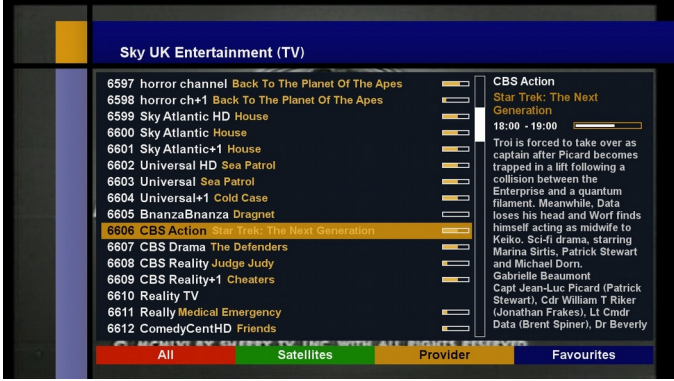 Sky UK Entertainment (TV)
6597 horror channel Back To The Planet Of The Apes
6598 horror ch+1 Back To The Planet Of The Apes
6599 Sky Atlantic HD House
6600 Sky Atlantic House
6601 Sky Atlantic+1 House
6602 Universal HD Sea Patrol
6603 Universal Sea Patrol
6604 Universal+1 Cold Case
6605 BnanzaBnanza Dragnet
6606 CBS Action Star Trek: The Next Generation
6607 CBS Drama The Defenders
6608 CBS Reality Judge Judy
6609 CBS Reality+1 Cheaters
6610 Reality TV
6611 Really Medical Emergency
6612 ComedyCentHD Friends
CBS Action
Star Trek: The Next
Generation
18:00 - 19:00
Troi is forced to take over as
captain after Picard becomes
trapped in a lift following a
collision between the
Enterprise and a quantum
filament. Meanwhile, Data
loses his head and Worf finds
himself acting as midwife to
Keiko. Sci-fi drama, starring
Marina Sirtis, Patrick Stewart
and Michael Dorn.
Gabrielle Beaumont
Capt Jean-Luc Picard (Patrick
Stewart), Cdr William T Riker
(Jonathan Frakes), Lt Cmdr
Data (Brent Spiner), Dr Beverly
All
Satellites
Provider
Favourites